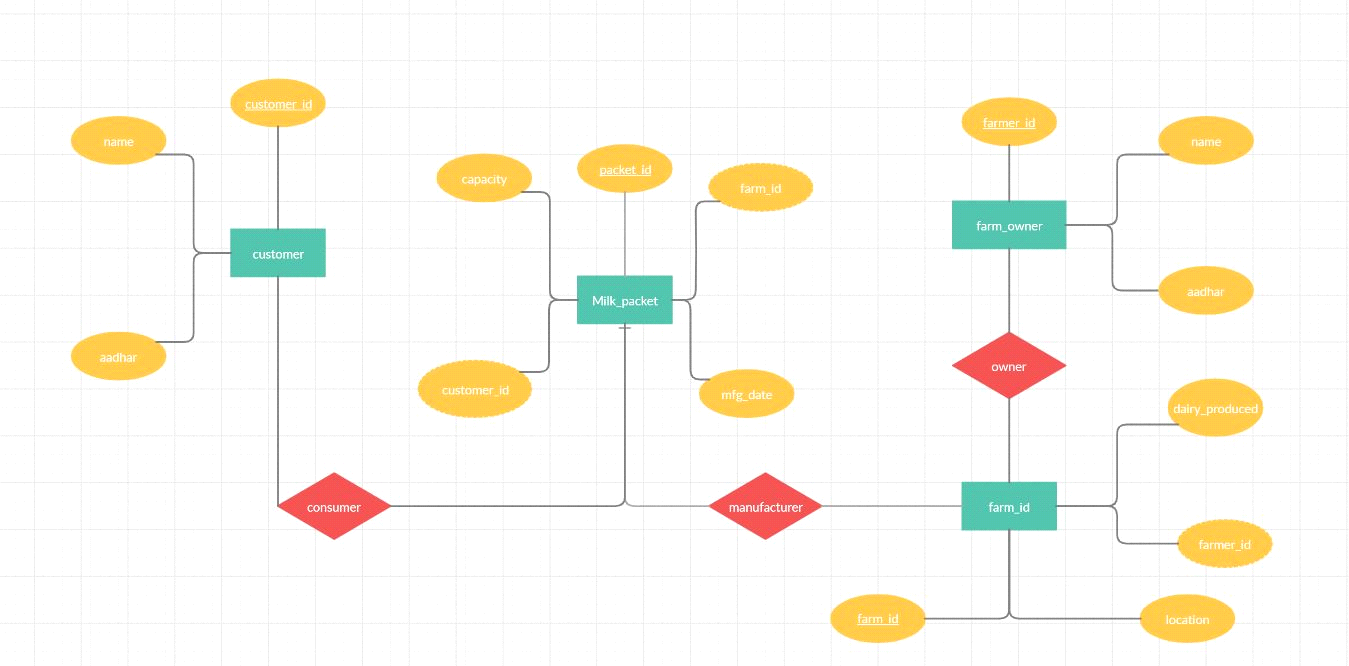 customer_id
name
customer
aadhar
capacity
packet_id
farm_id
Milk_packet
customer_id
mfg_date
farmer_id
name
farm_owner
aadhar
owner
dairy_produced
consumer
manufacturer
farm_id
farmer_id
farm_id
location